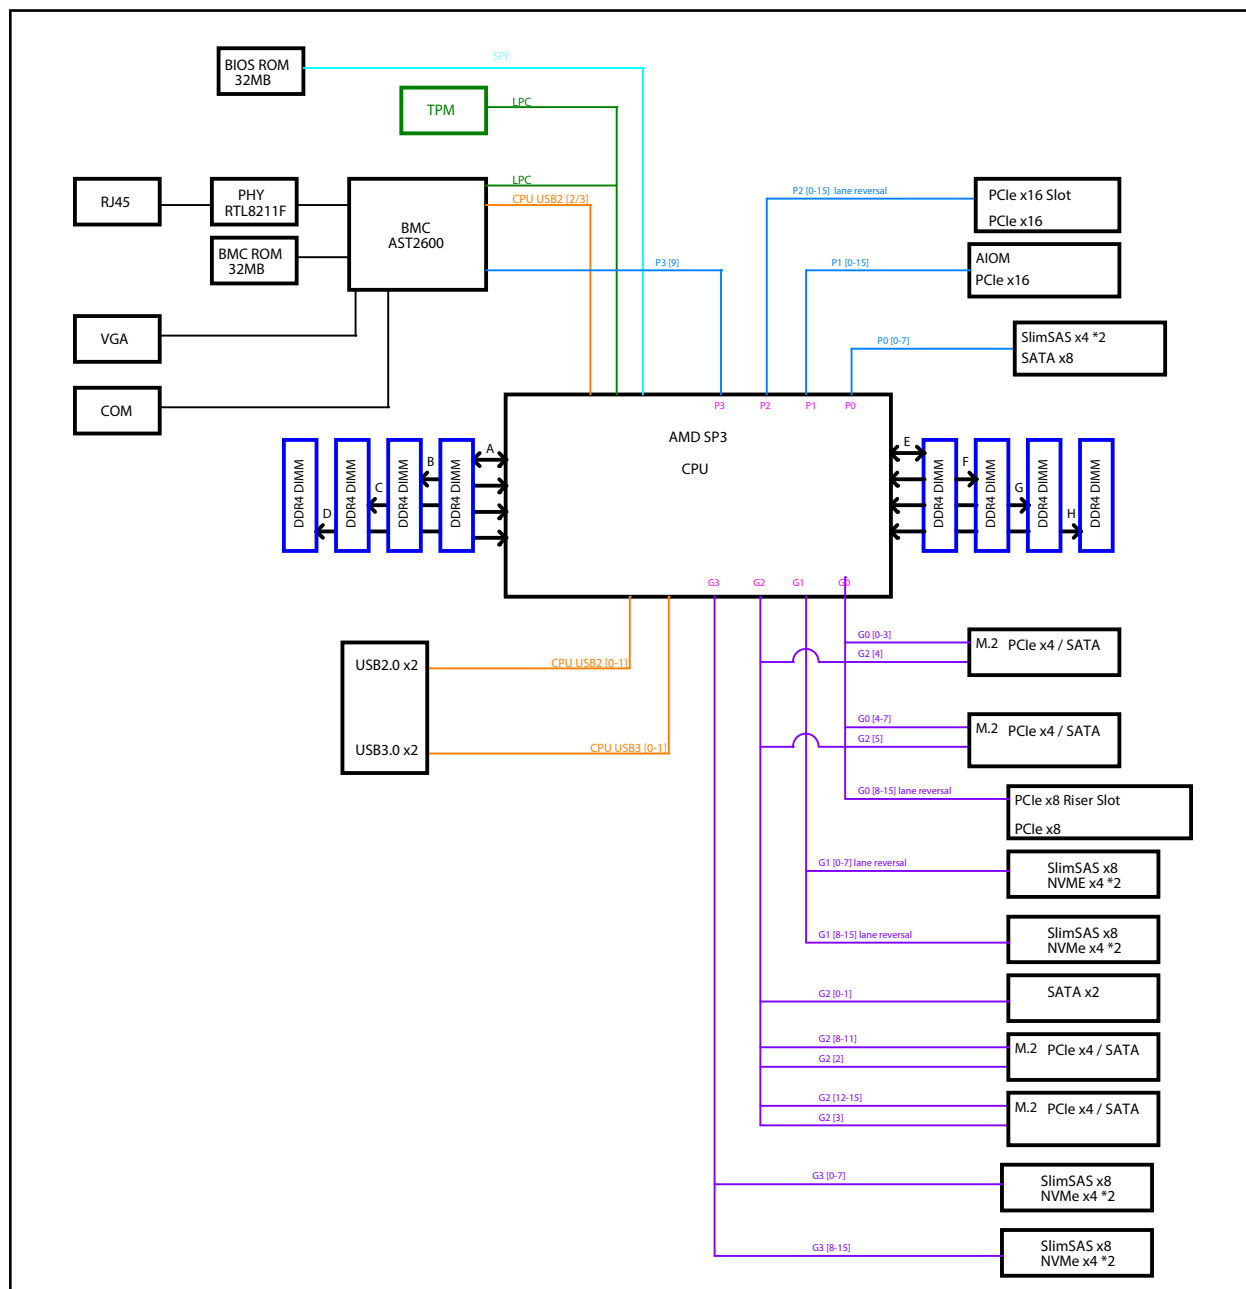 SPI
BIOS ROM
32MB
TPM
LPC
RJ45
PHY
RTL8211F
BMC
AST2600
LPC
CPU USB2 [2/3]
BMC ROM
32MB
P3 [9]
VGA
COM
P2 [0-15] lane reversal
PCIe x16 Slot
PCIe x16
P1 [0-15]
AIOM
PCIe x16
P0 [0-7]
SlimSAS x4 *2
SATA x8
P3
P2
P1
P0
AMD SP3
CPU
DDR4 DIMM
DDR4 DIMM
DDR4 DIMM
DDR4 DIMM
A
B
C
D
E
F
G
H
DDR4 DIMM
DDR4 DIMM
DDR4 DIMM
DDR4 DIMM
G3
G2
G1
G0
USB2.0 x2
CPU USB2 [0-1]
USB3.0 x2
CPU USB3 [0-1]
G0 [0-3]
G2 [4]
M.2 PCIe x4 / SATA
G0 [4-7]
G2 [5]
M.2 PCIe x4 / SATA
G0 [8-15] lane reversal
PCIe x8 Riser Slot
PCIe x8
G1 [0-7] lane reversal
SlimSAS x8
NVME x4 *2
G1 [8-15] lane reversal
SlimSAS x8
NVMe x4 *2
G2 [0-1]
SATA x2
G2 [8-11]
G2 [2]
M.2 PCIe x4 / SATA
G2 [12-15]
G2 [3]
M.2 PCIe x4 / SATA
G3 [0-7]
SlimSAS x8
NVMe x4 *2
G3 [8-15]
SlimSAS x8
NVMe x4 *2